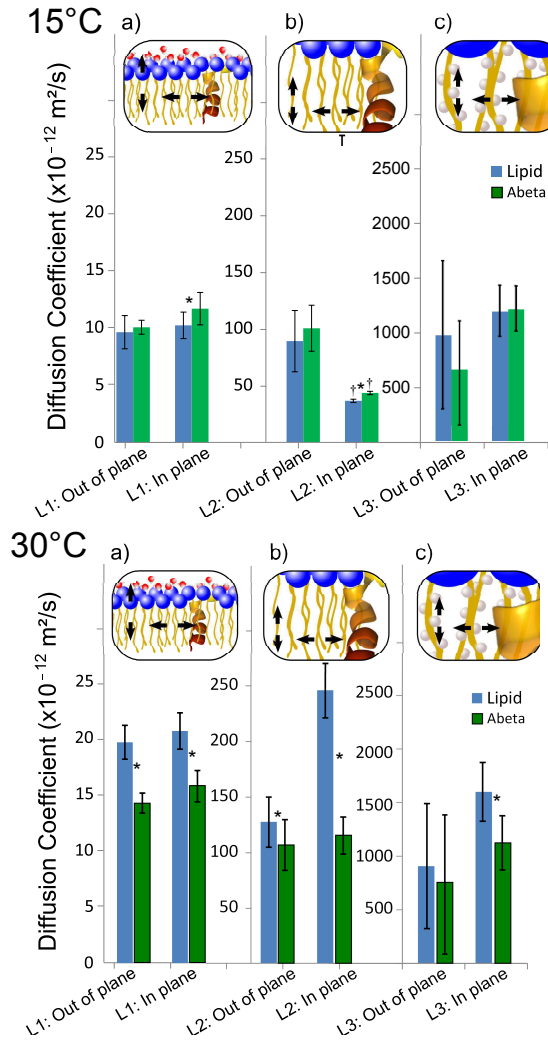 15°C
a)
b)
c)
Diffusion Coefficient (x10⁻¹² m²/s)
25
20
15
10
5
0
250
200
150
100
50
2500
2000
1500
1000
500
Lipid
Abeta
*
† * †
L1: Out of plane
L1: In plane
L2: Out of plane
L2: In plane
L3: Out of plane
L3: In plane
30°C
a)
b)
c)
Diffusion Coefficient (x10⁻¹² m²/s)
25
20
15
10
5
0
250
200
150
100
50
2500
2000
1500
1000
500
Lipid
Abeta
*
*
*
*
*
L1: Out of plane
L1: In plane
L2: Out of plane
L2: In plane
L3: Out of plane
L3: In plane